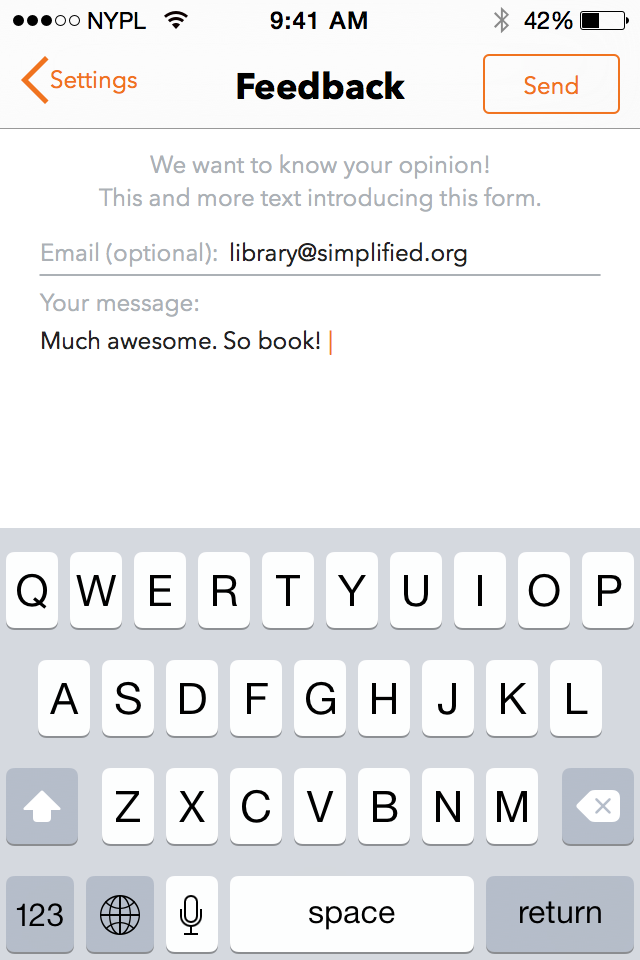 NYPL 9:41 AM 42%
Settings Feedback Send
We want to know your opinion!
This and more text introducing this form.
Email (optional): library@simplified.org
Your message:
Much awesome. So book!
Q W E R T Y U I O P
A S D F G H J K L
Z X C V B N M
123 space return